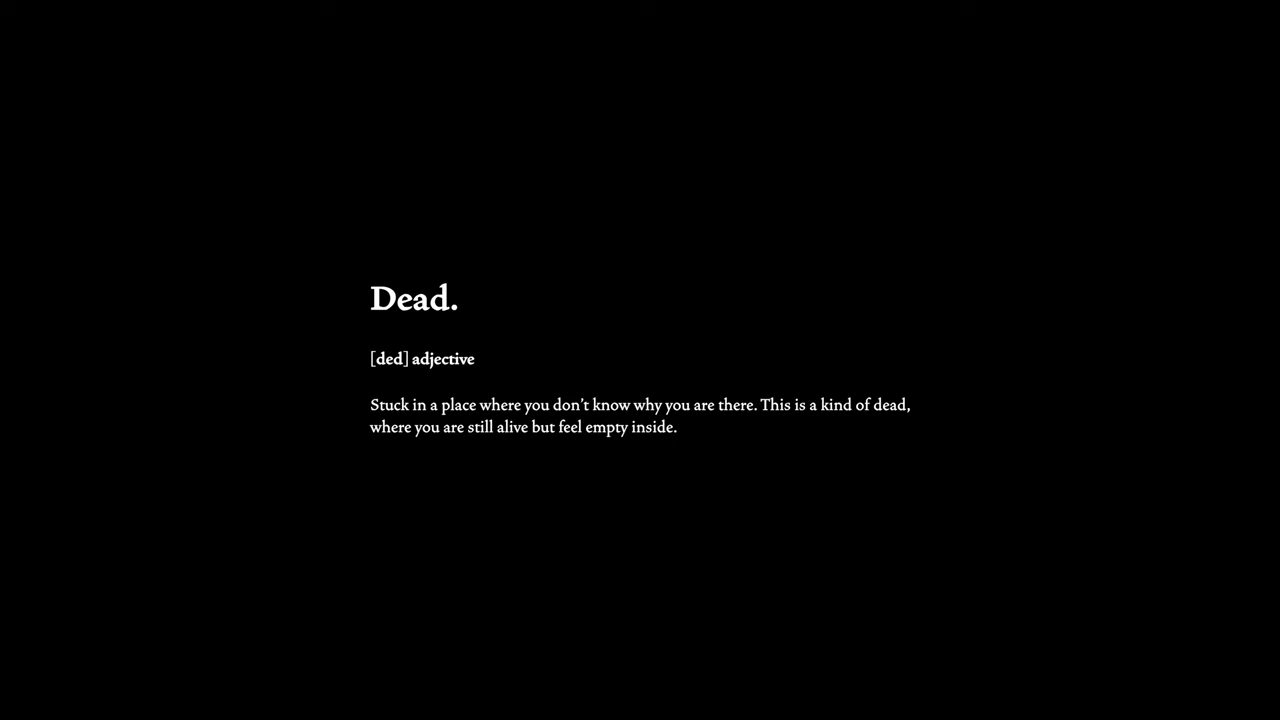 Dead.
[ded] adjective
Stuck in a place where you don't know why you are there. This is a kind of dead,
where you are still alive but feel empty inside.